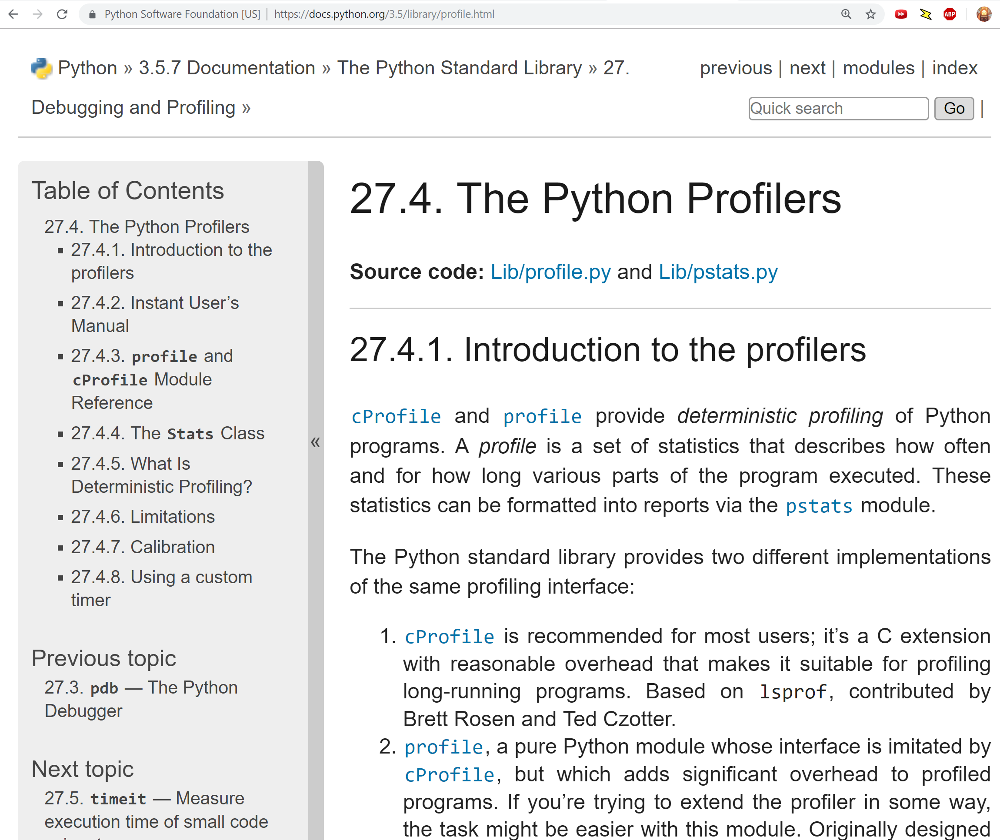 Python Software Foundation [US] | https://docs.python.org/3.5/library/profile.html
ABP
Python » 3.5.7 Documentation » The Python Standard Library » 27.
Debugging and Profiling »
previous | next | modules | index
Quick search Go |
Table of Contents
27.4. The Python Profilers
▪ 27.4.1. Introduction to the
profilers
▪ 27.4.2. Instant User’s
Manual
▪ 27.4.3. profile and
cProfile Module
Reference
▪ 27.4.4. The Stats Class
▪ 27.4.5. What Is
Deterministic Profiling?
▪ 27.4.6. Limitations
▪ 27.4.7. Calibration
▪ 27.4.8. Using a custom
timer
Previous topic
27.3. pdb — The Python
Debugger
Next topic
27.5. timeit — Measure
execution time of small code
«
27.4. The Python Profilers
Source code: Lib/profile.py and Lib/pstats.py
27.4.1. Introduction to the profilers
cProfile and profile provide deterministic profiling of Python
programs. A profile is a set of statistics that describes how often
and for how long various parts of the program executed. These
statistics can be formatted into reports via the pstats module.
The Python standard library provides two different implementations
of the same profiling interface:
1. cProfile is recommended for most users; it’s a C extension
with reasonable overhead that makes it suitable for profiling
long-running programs. Based on lsprof, contributed by
Brett Rosen and Ted Czotter.
2. profile, a pure Python module whose interface is imitated by
cProfile, but which adds significant overhead to profiled
programs. If you’re trying to extend the profiler in some way,
the task might be easier with this module. Originally designed